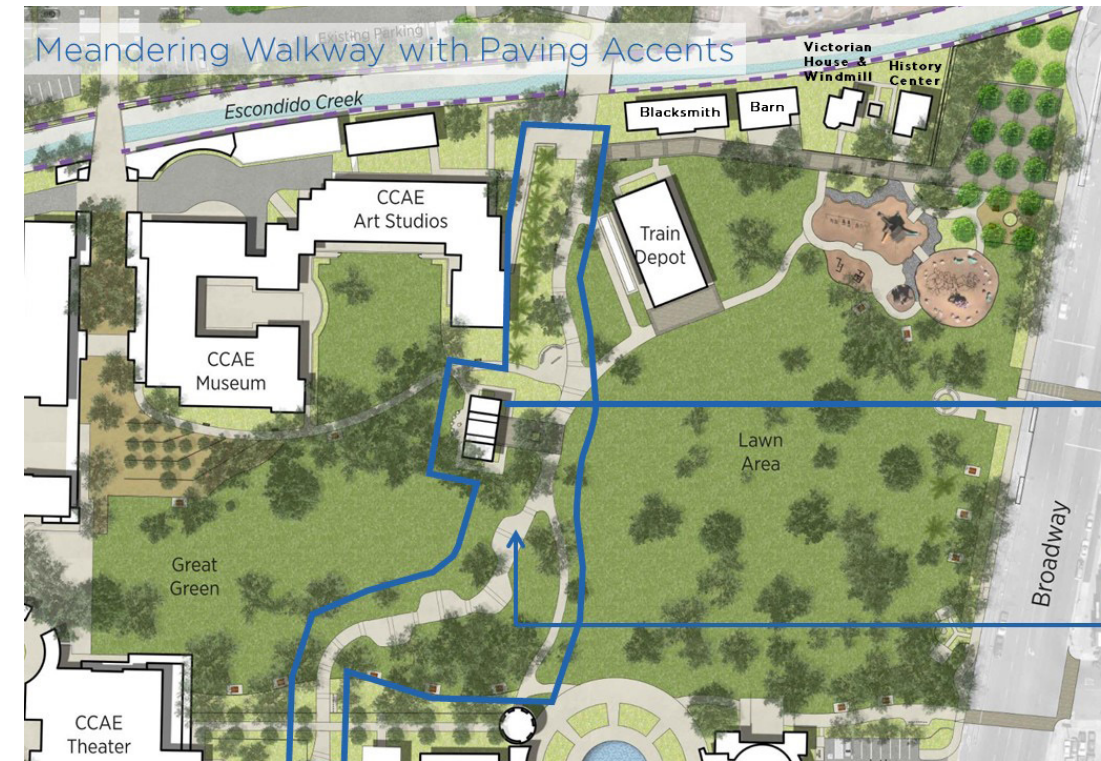 Existing Parking
Meandering Walkway with Paving Accents
Victorian
House &
Windmill
History
Center
Escondido Creek
Blacksmith
Barn
CCAE
Art Studios
Train
Depot
CCAE
Museum
Lawn
Area
Great
Green
Broadway
CCAE
Theater